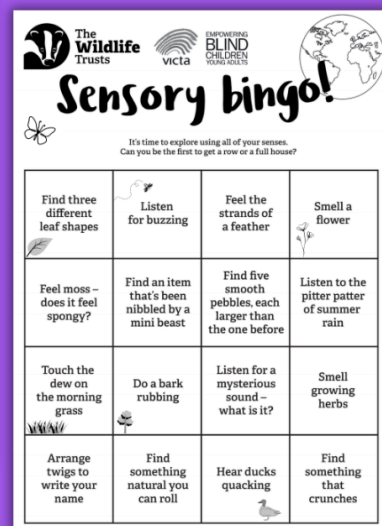 The
Wildlife
Trusts
VICTA
EMPOWERING
BLIND
CHILDREN
YOUNG ADULTS
Sensory bingo!
It's time to explore using all of your senses.
Can you be the first to get a row or a full house?
Find three
different
leaf shapes
Listen
for buzzing
Feel the
strands of
a feather
Smell a
flower
Feel moss –
does it feel
spongy?
Find an item
that's been
nibbled by a
mini beast
Find five
smooth
pebbles, each
larger than
the one before
Listen to the
pitter patter
of summer
rain
Touch the
dew on
the morning
grass
Do a bark
rubbing
Listen for a
mysterious
sound –
what is it?
Smell
growing
herbs
Arrange
twigs to
write your
name
Find
something
natural you
can roll
Hear ducks
quacking
Find
something
that
crunches